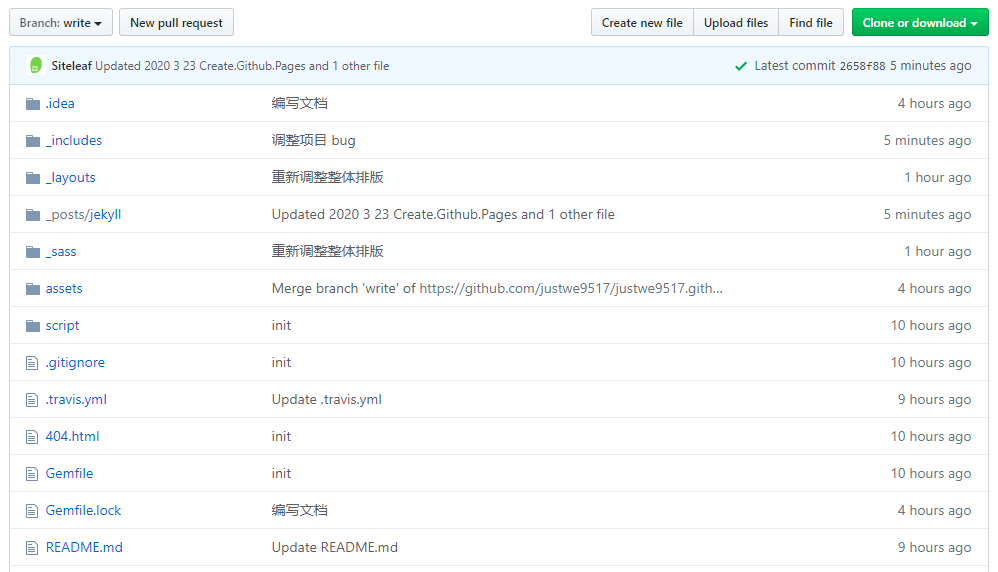 Branch: write New pull request Create new file Upload files Find file Clone or download
Siteleaf Updated 2020 3 23 Create.Github.Pages and 1 other file Latest commit 2658f88 5 minutes ago
.idea 编写文档 4 hours ago
_includes 调整项目 bug 5 minutes ago
_layouts 重新调整整体排版 1 hour ago
_posts/jekyll Updated 2020 3 23 Create.Github.Pages and 1 other file 5 minutes ago
_sass 重新调整整体排版 1 hour ago
assets Merge branch 'write' of https://github.com/justwe9517/justwe9517.gith... 4 hours ago
script init 10 hours ago
.gitignore init 10 hours ago
.travis.yml Update .travis.yml 9 hours ago
404.html init 10 hours ago
Gemfile init 10 hours ago
Gemfile.lock 编写文档 4 hours ago
README.md Update README.md 9 hours ago